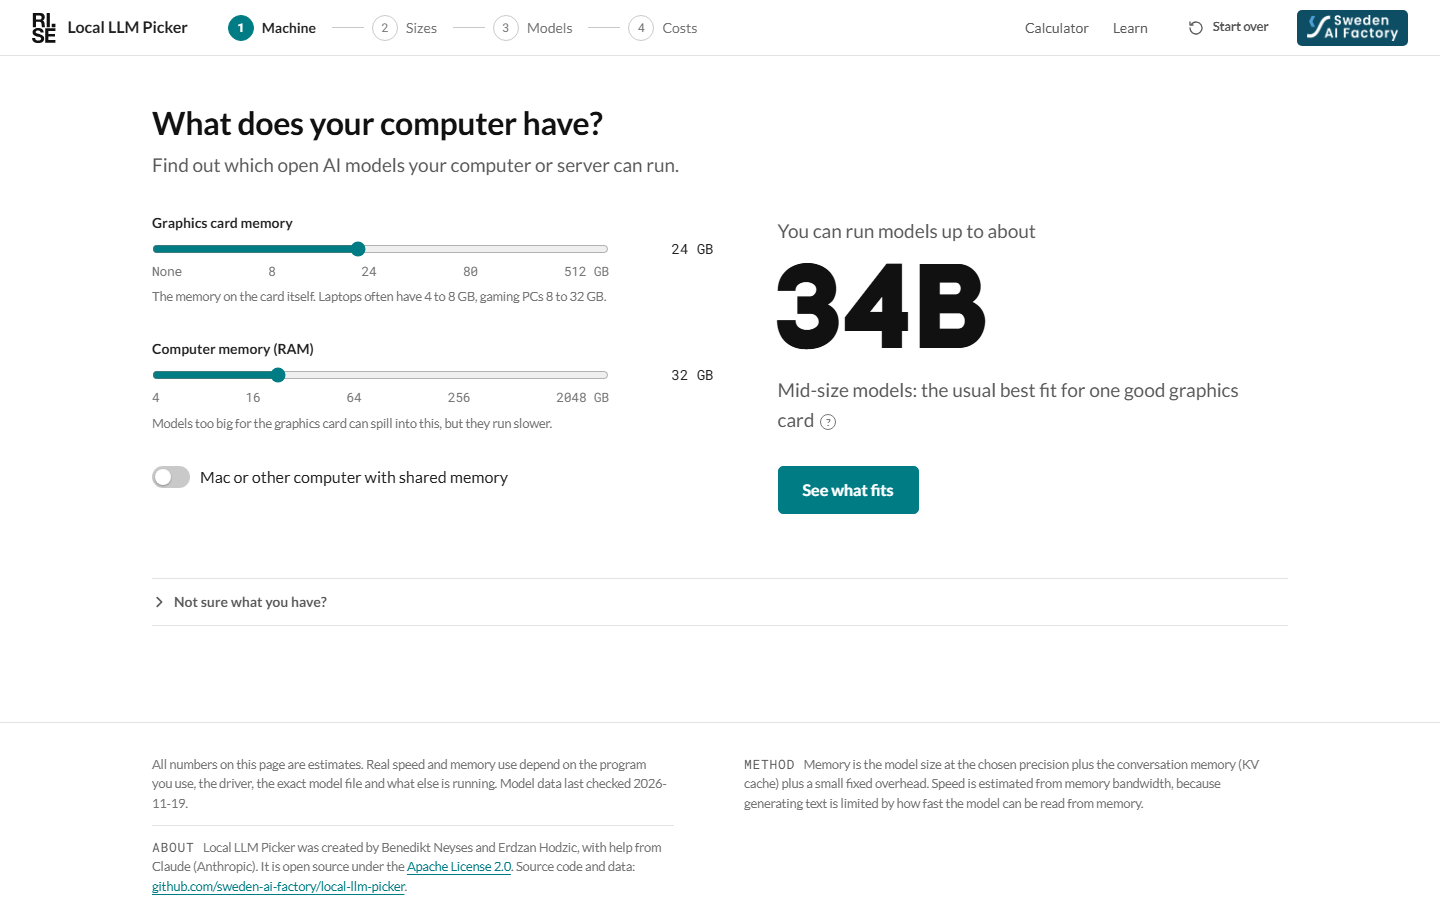 RI.
SE
Local LLM Picker
1 Machine
2 Sizes
3 Models
4 Costs
Calculator
Learn
Start over
Sweden
AI Factory
What does your computer have?
Find out which open AI models your computer or server can run.
Graphics card memory
24 GB
None 8 24 80 512 GB
The memory on the card itself. Laptops often have 4 to 8 GB, gaming PCs 8 to 32 GB.
Computer memory (RAM)
32 GB
4 16 64 256 2048 GB
Models too big for the graphics card can spill into this, but they run slower.
Mac or other computer with shared memory
You can run models up to about
34B
Mid-size models: the usual best fit for one good graphics
card ?
See what fits
Not sure what you have?
All numbers on this page are estimates. Real speed and memory use depend on the program
you use, the driver, the exact model file and what else is running. Model data last checked 2026-
11-19.
ABOUT Local LLM Picker was created by Benedikt Neyses and Erdzan Hodzic, with help from
Claude (Anthropic). It is open source under the Apache License 2.0. Source code and data:
github.com/sweden-ai-factory/local-llm-picker.
METHOD Memory is the model size at the chosen precision plus the conversation memory (KV
cache) plus a small fixed overhead. Speed is estimated from memory bandwidth, because
generating text is limited by how fast the model can be read from memory.